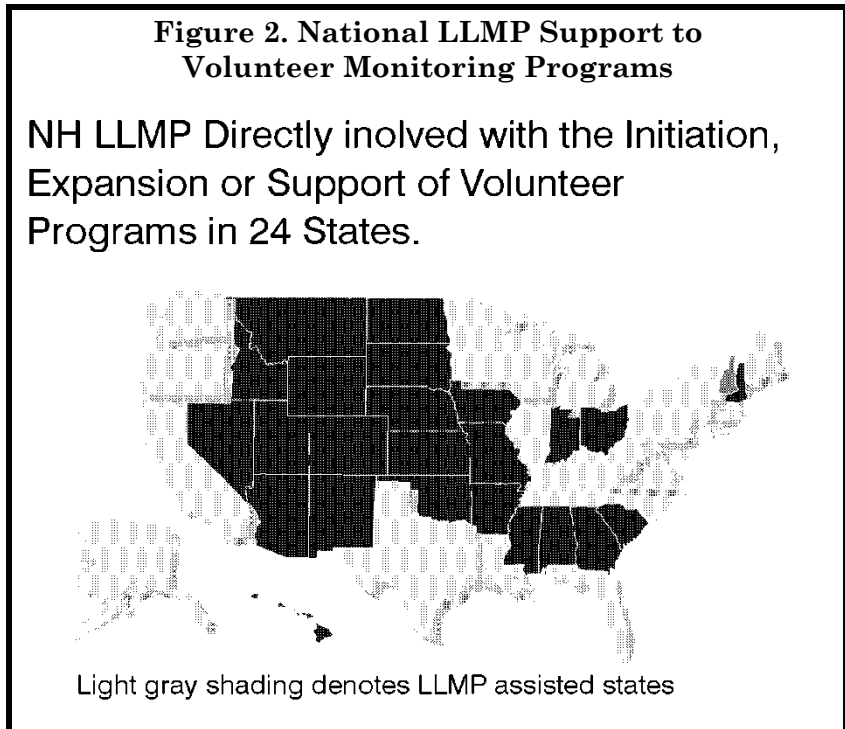 Figure 2. National LLMP Support to
Volunteer Monitoring Programs
NH LLMP Directly inolved with the Initiation,
Expansion or Support of Volunteer
Programs in 24 States.
Light gray shading denotes LLMP assisted states